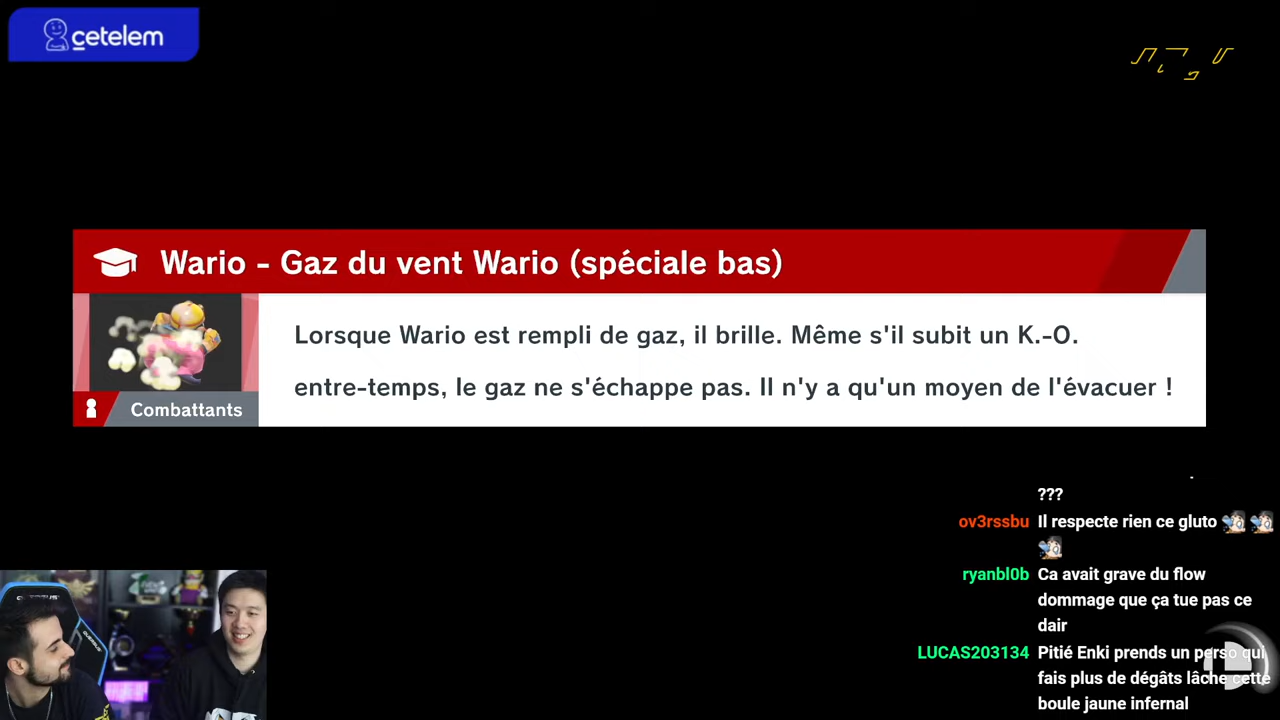 cetelem
Wario - Gaz du vent Wario (spéciale bas)
Lorsque Wario est rempli de gaz, il brille. Même s'il subit un K.-O.
entre-temps, le gaz ne s'échappe pas. Il n'y a qu'un moyen de l'évacuer !
Combattants
???
ov3rssbu Il respecte rien ce gluto
ryanbl0b Ca avait grave du flow
dommage que ça tue pas ce
dair
LUCAS203134 Pitié Enki prends un perso qui
fais plus de dégâts lâche cette
boule jaune infernal